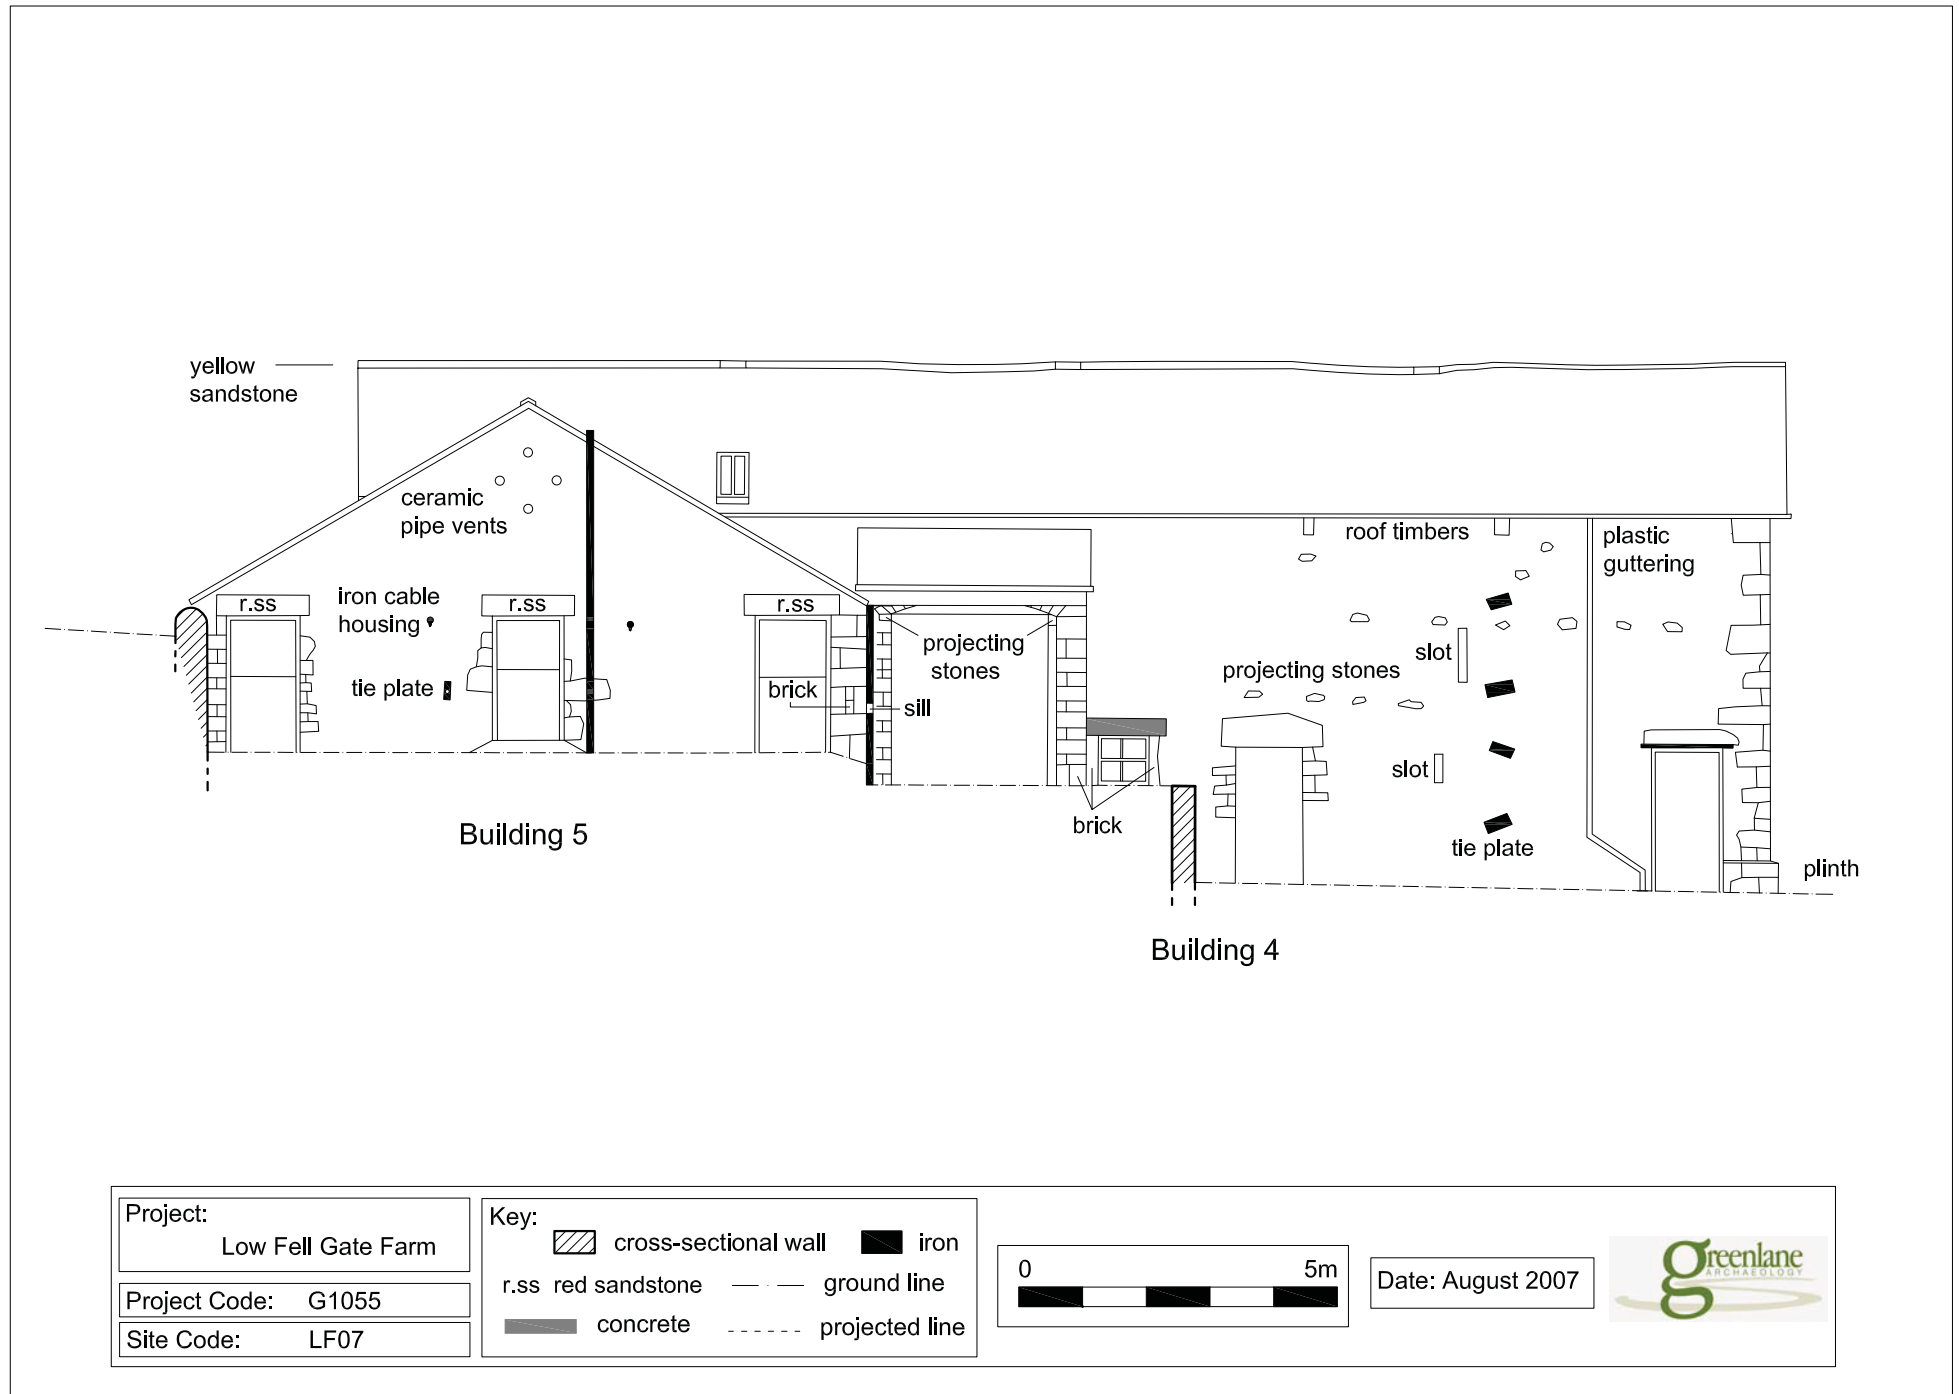 yellow
sandstone
ceramic
pipe vents
roof timbers
plastic
guttering
r.ss
iron cable
housing
r.ss
r.ss
projecting
stones
slot
projecting stones
tie plate
brick
sill
slot
brick
tie plate
plinth
Building 5
Building 4
Project:
Low Fell Gate Farm
Project Code: G1055
Site Code: LF07
Key:
cross-sectional wall
iron
r.ss red sandstone
ground line
concrete
projected line
0 5m
Date: August 2007
greenlane
ARCHAEOLOGY